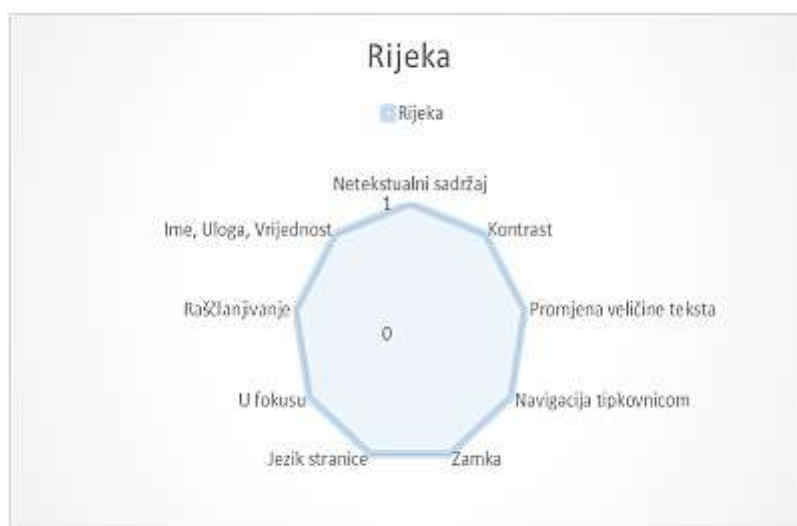 Rijeka
Rijeka
Netekstualni sadržaj
1
Ime, Uloga, Vrijednost
Kontrast
Raščlanjivanje
Promjena veličine teksta
0
U fokusu
Navigacija tipkovnicom
Jezik stranice
Zamka